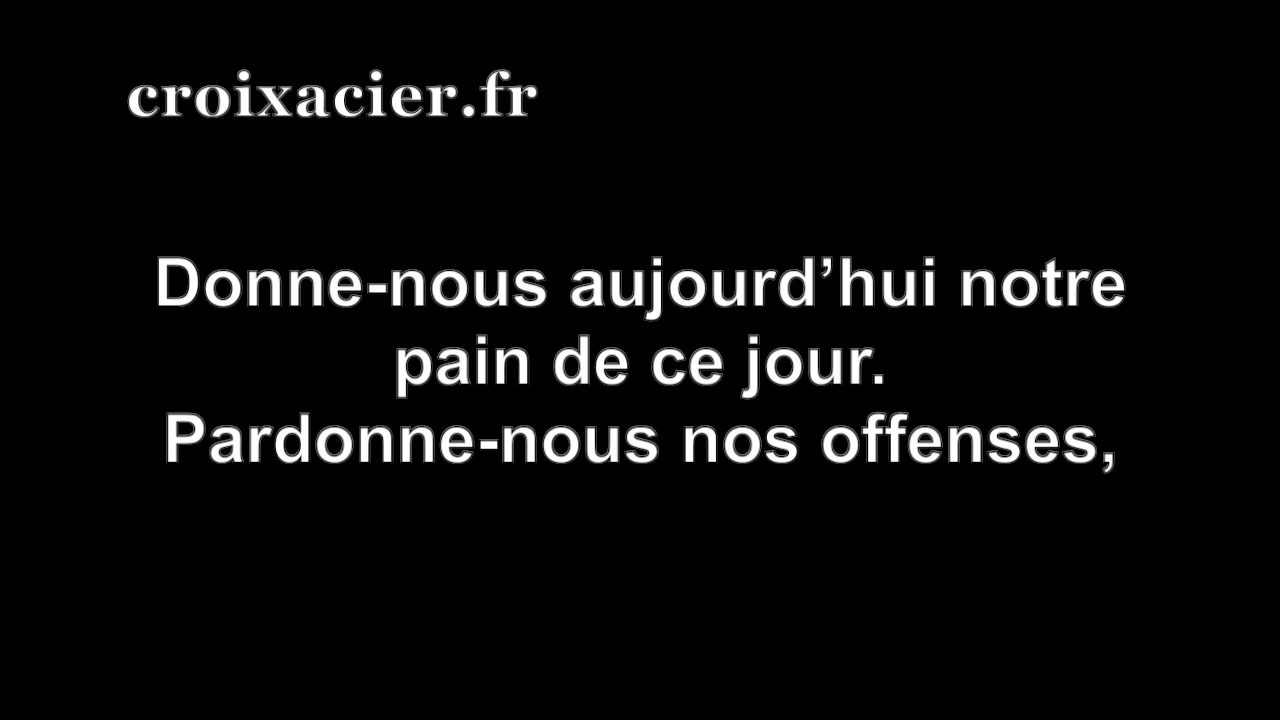 croixacier.fr
Donne-nous aujourd’hui notre
pain de ce jour.
Pardonne-nous nos offenses,